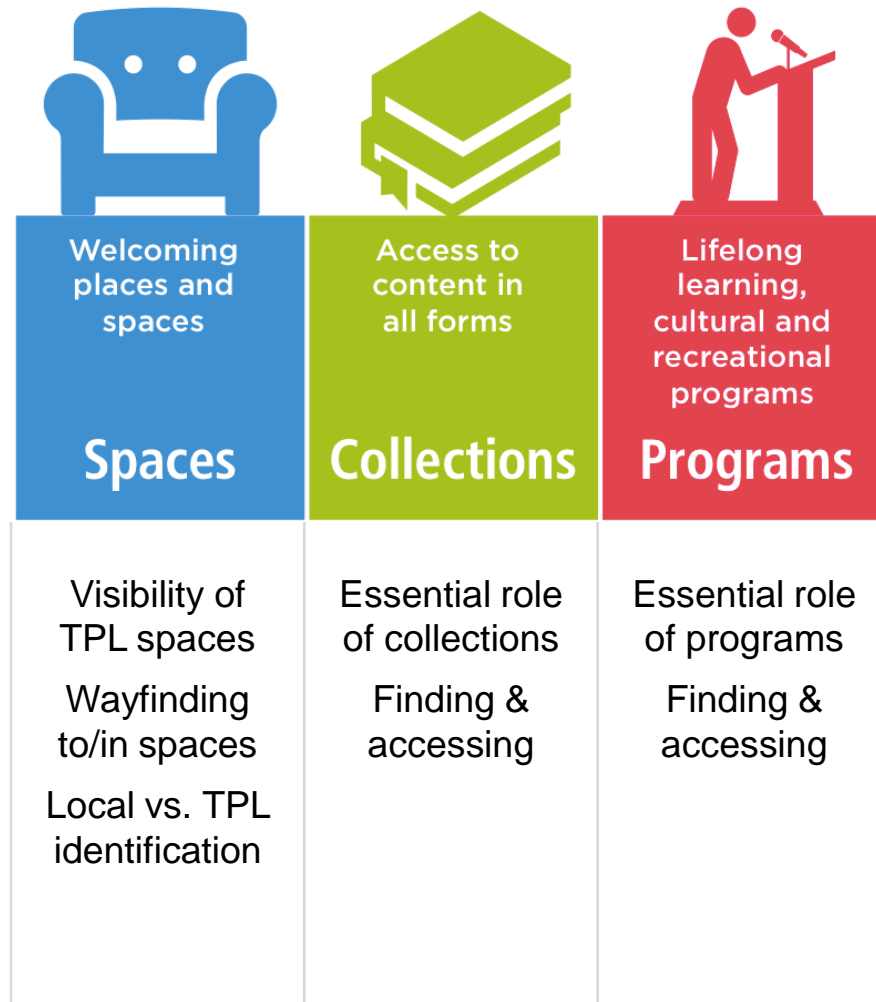 Welcoming
places and
spaces
Spaces
Visibility of
TPL spaces
Wayfinding
to/in spaces
Local vs. TPL
identification
Access to
content in
all forms
Collections
Essential role
of collections
Finding &
accessing
Lifelong
learning,
cultural and
recreational
programs
Programs
Essential role
of programs
Finding &
accessing